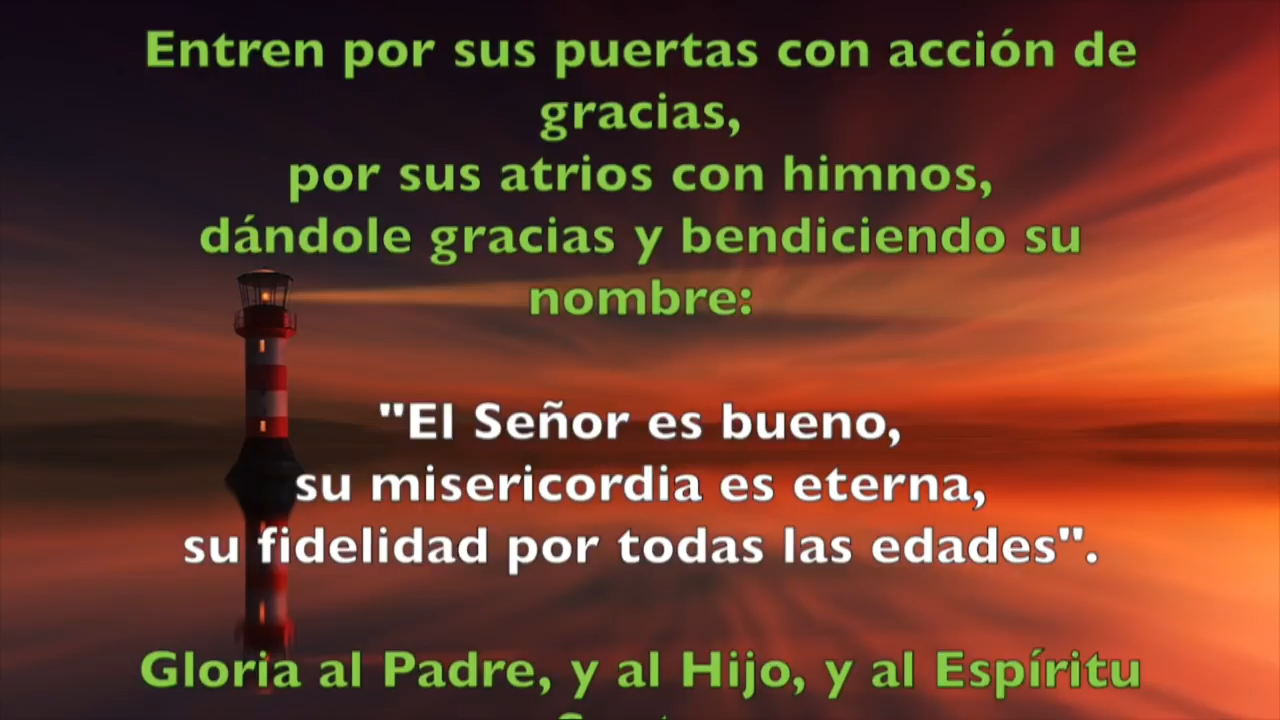 Entren por sus puertas con acción de
gracias,
por sus atrios con himnos,
dándole gracias y bendiciendo su
nombre:
"El Señor es bueno,
su misericordia es eterna,
su fidelidad por todas las edades".
Gloria al Padre, y al Hijo, y al Espíritu